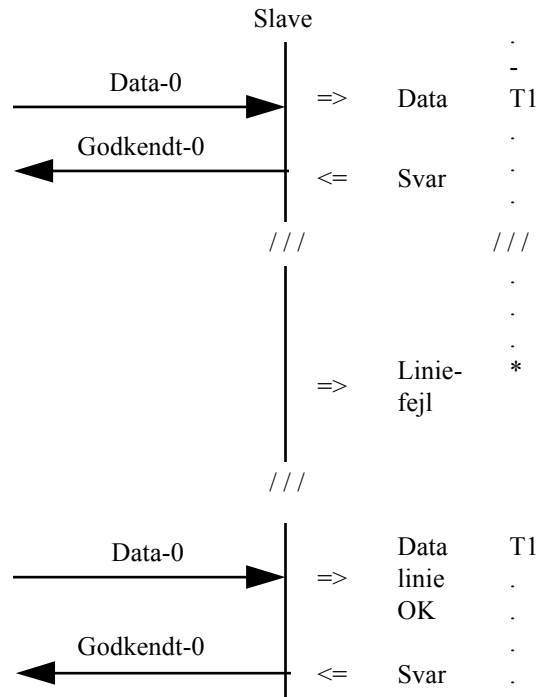 Slave
.
-
Data-0 => Data T1
.
Godkendt-0 <= Svar .
.
/ / / / / /
.
.
.
=> Linie- *
fejl
/ / /
Data-0 Data T1
=> linie .
OK .
Godkendt-0 .
<= Svar .